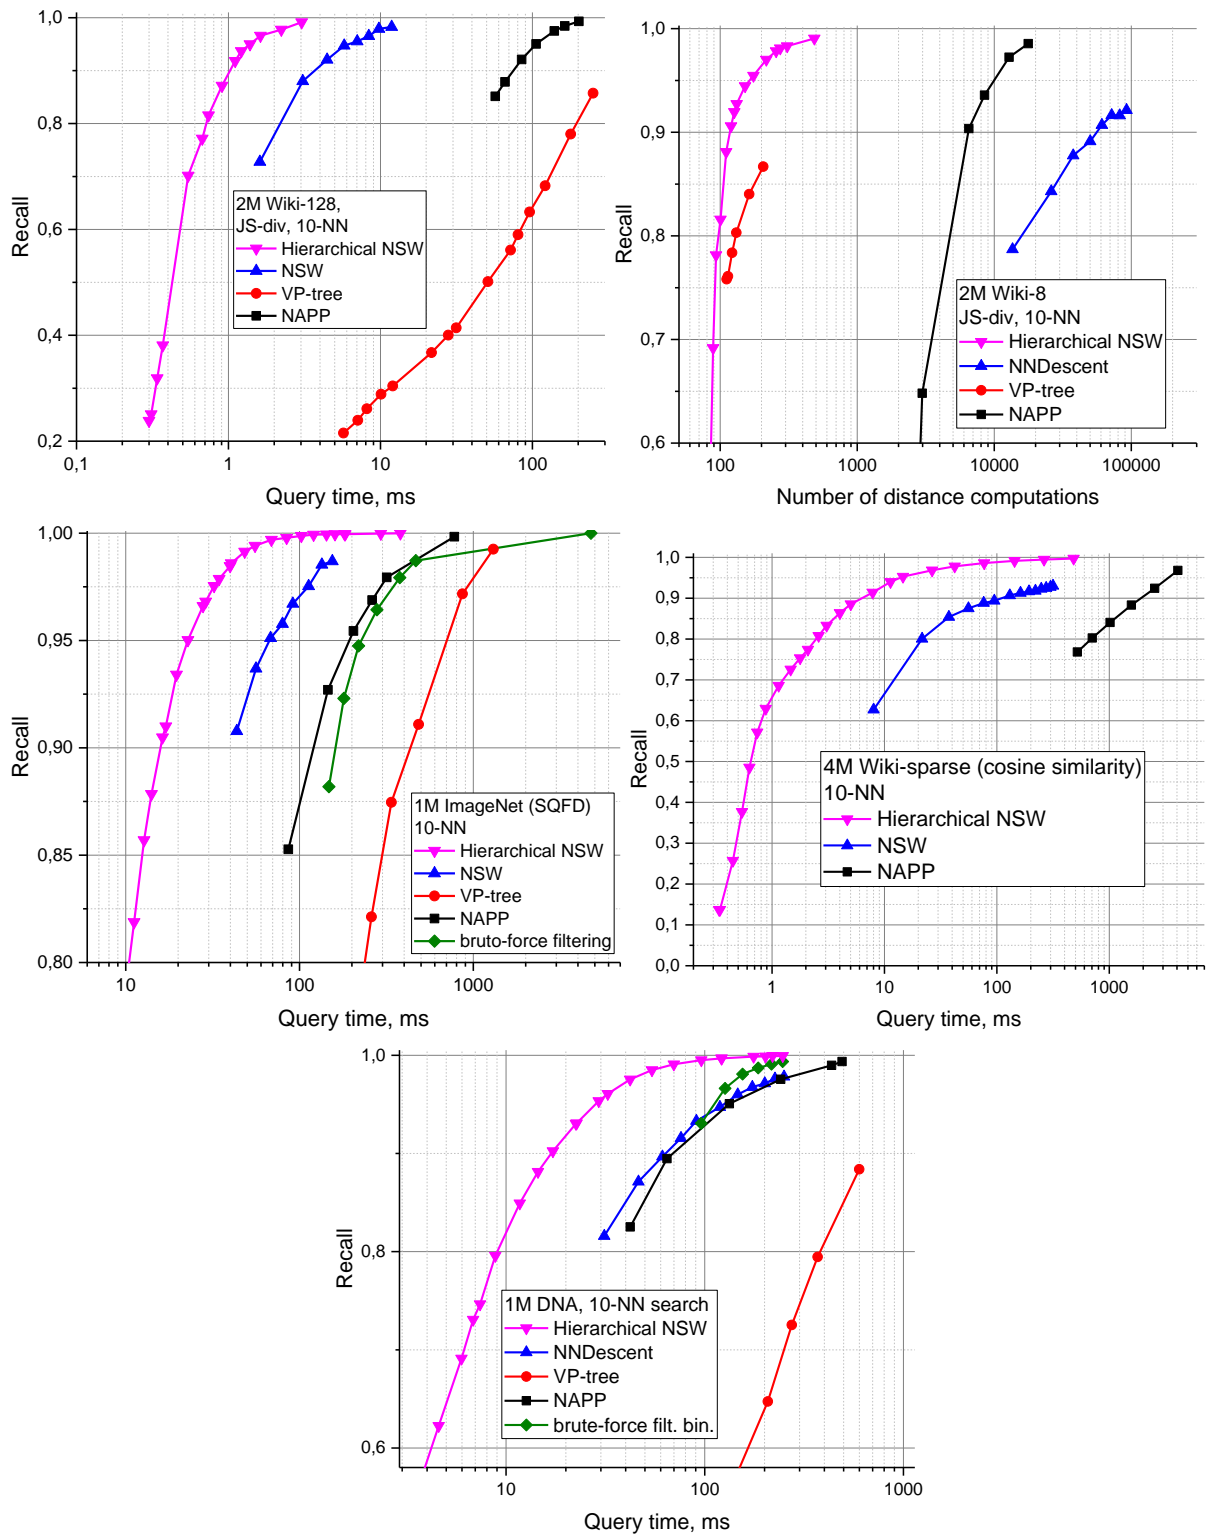 1,0
0,8
0,6
0,4
0,2
Recall
2M Wiki-128,
JS-div, 10-NN
Hierarchical NSW
NSW
VP-tree
NAPP
0,1
1
10
100
Query time, ms
1,0
0,9
0,8
0,7
0,6
Recall
2M Wiki-8
JS-div, 10-NN
Hierarchical NSW
NNDescent
VP-tree
NAPP
100
1000
10000
100000
Number of distance computations
1,00
0,95
0,90
0,85
0,80
Recall
1M ImageNet (SQFD)
10-NN
Hierarchical NSW
NSW
VP-tree
NAPP
bruto-force filtering
10
100
1000
Query time, ms
1,0
0,9
0,8
0,7
0,6
0,5
0,4
0,3
0,2
0,1
0,0
Recall
4M Wiki-sparse (cosine similarity)
10-NN
Hierarchical NSW
NSW
NAPP
1
10
100
1000
Query time, ms
1,0
0,8
0,6
Recall
1M DNA, 10-NN search
Hierarchical NSW
NNDescent
VP-tree
NAPP
brute-force filt. bin.
10
100
1000
Query time, ms